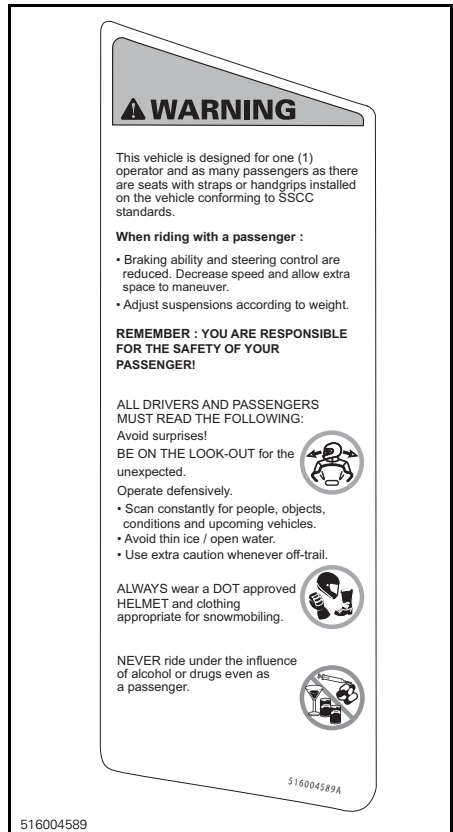 WARNING
This vehicle is designed for one (1)
operator and as many passengers as there
are seats with straps or handgrips installed
on the vehicle conforming to SSCC
standards.
When riding with a passenger :
• Braking ability and steering control are
reduced. Decrease speed and allow extra
space to maneuver.
• Adjust suspensions according to weight.
REMEMBER : YOU ARE RESPONSIBLE
FOR THE SAFETY OF YOUR
PASSENGER!
ALL DRIVERS AND PASSENGERS
MUST READ THE FOLLOWING:
Avoid surprises!
BE ON THE LOOK-OUT for the
unexpected.
Operate defensively.
• Scan constantly for people, objects,
conditions and upcoming vehicles.
• Avoid thin ice / open water.
• Use extra caution whenever off-trail.
ALWAYS wear a DOT approved
HELMET and clothing
appropriate for snowmobiling.
NEVER ride under the influence
of alcohol or drugs even as
a passenger.
516004589A
516004589